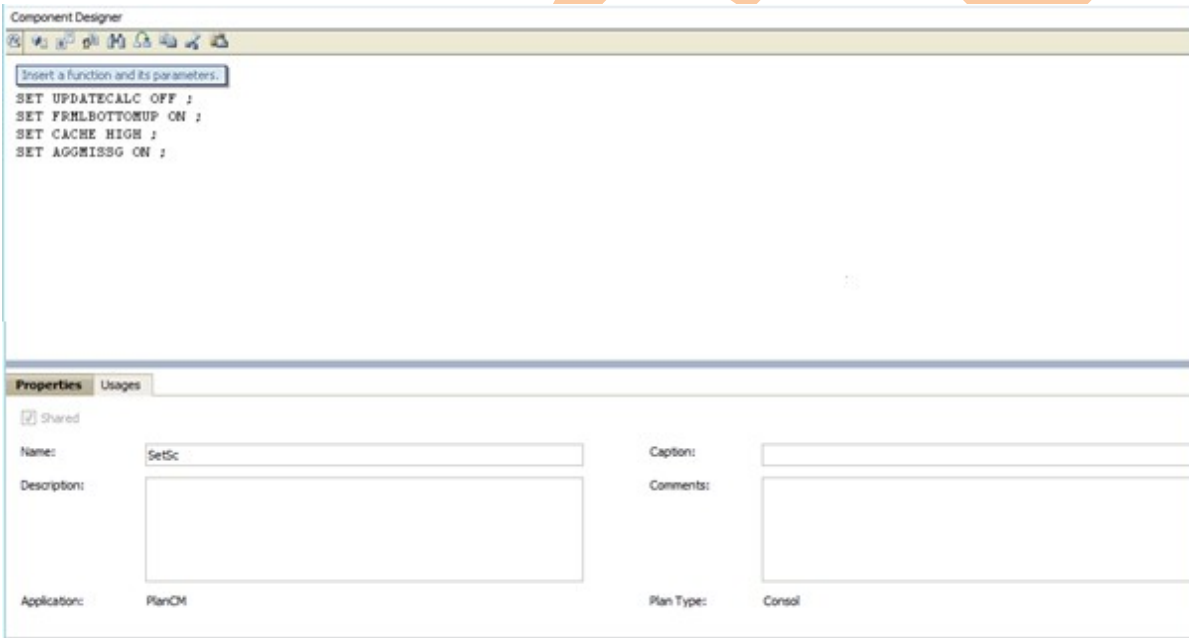 Component Designer
Insert a function and its parameters.
SET UPDATECALC OFF ;
SET FRMLBOTTOMUP ON ;
SET CACHE HIGH ;
SET AGGMISSG ON ;
Properties Usages
Shared
Name: SetSc Caption:
Description: Comments:
Application: PlanCM Plan Type: Consol